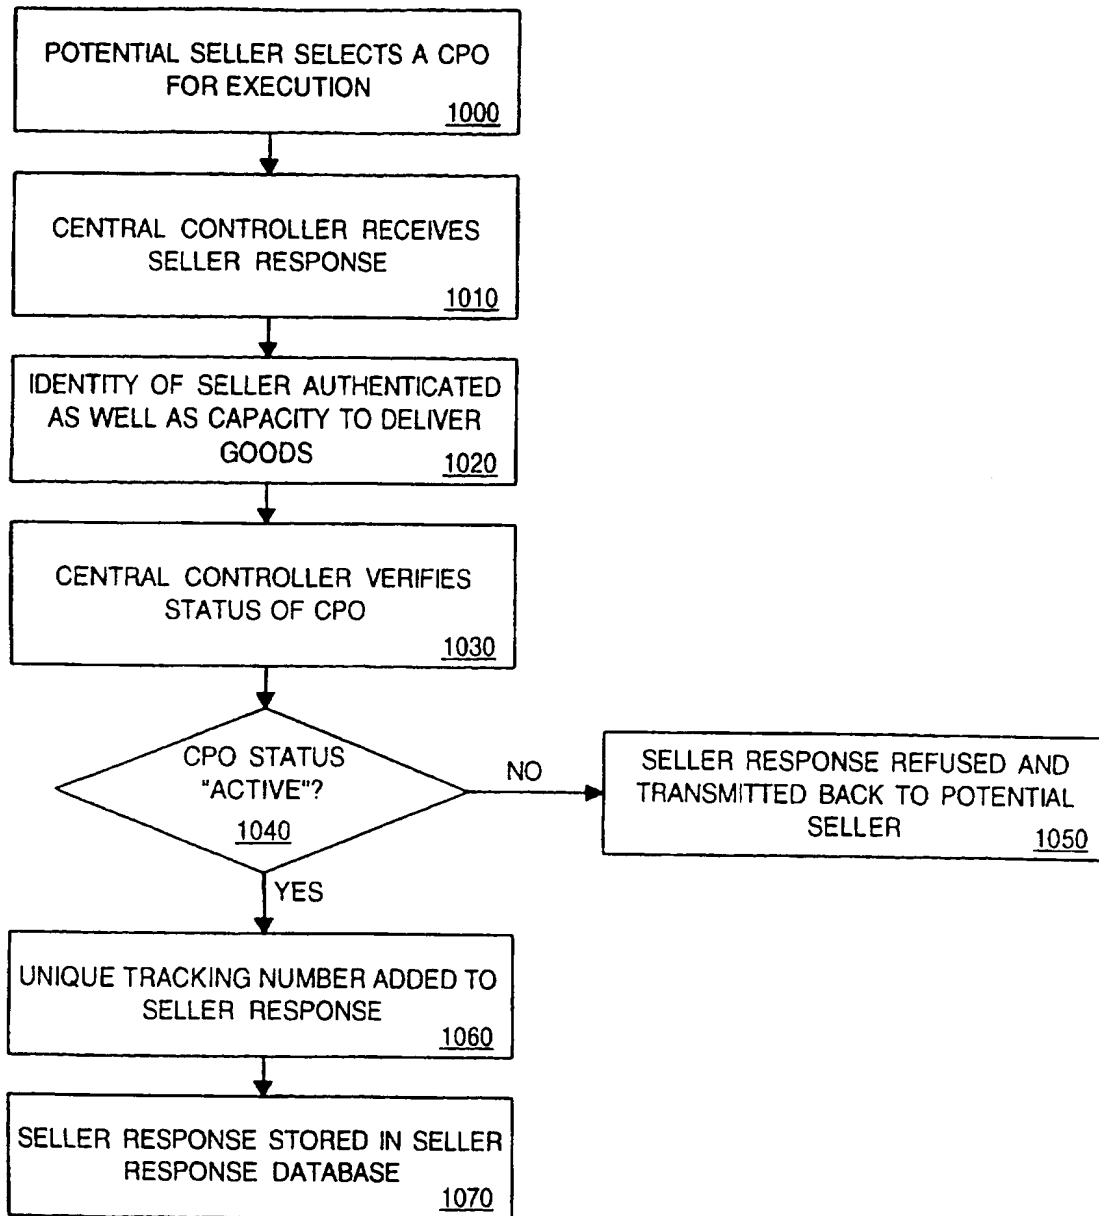 POTENTIAL SELLER SELECTS A CPO
FOR EXECUTION
1000
CENTRAL CONTROLLER RECEIVES
SELLER RESPONSE
1010
IDENTITY OF SELLER AUTHENTICATED
AS WELL AS CAPACITY TO DELIVER
GOODS
1020
CENTRAL CONTROLLER VERIFIES
STATUS OF CPO
1030
CPO STATUS
"ACTIVE"?
1040
NO
SELLER RESPONSE REFUSED AND
TRANSMITTED BACK TO POTENTIAL
SELLER
1050
YES
UNIQUE TRACKING NUMBER ADDED TO
SELLER RESPONSE
1060
SELLER RESPONSE STORED IN SELLER
RESPONSE DATABASE
1070